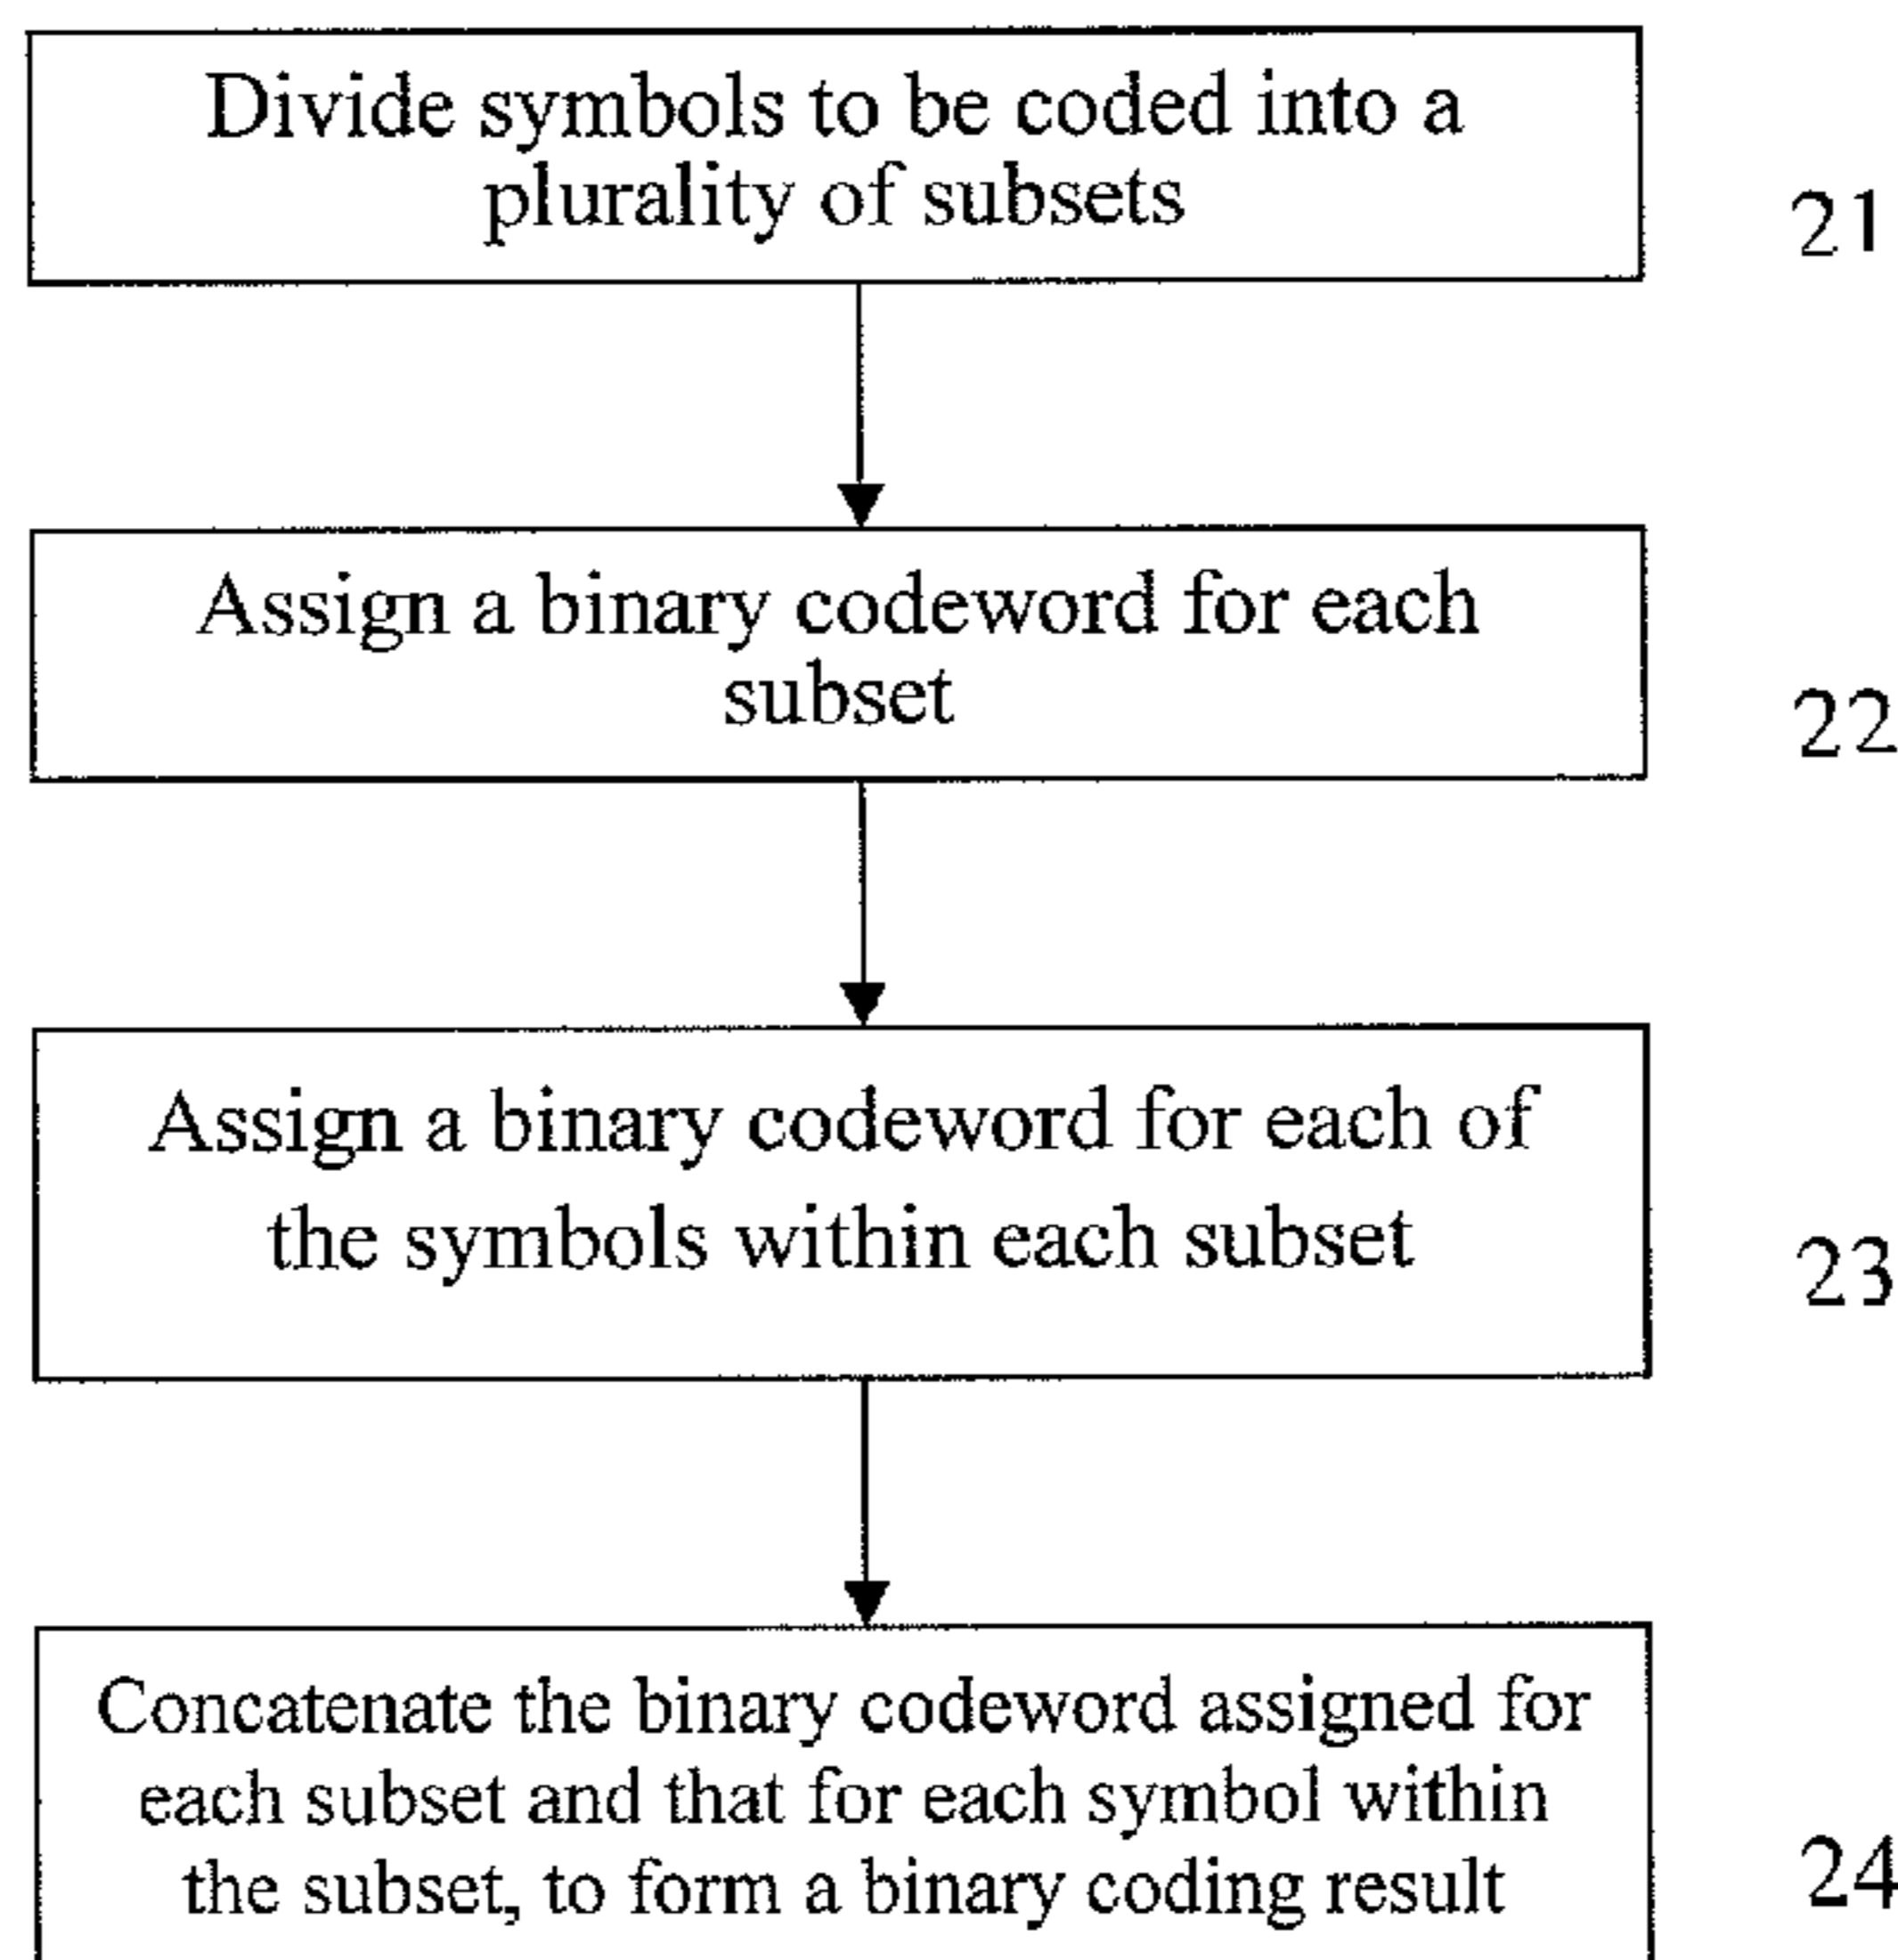 Divide symbols to be coded into a
plurality of subsets
21
Assign a binary codeword for each
subset
22
Assign a binary codeword for each of
the symbols within each subset
23
Concatenate the binary codeword assigned for
each subset and that for each symbol within
the subset, to form a binary coding result
24